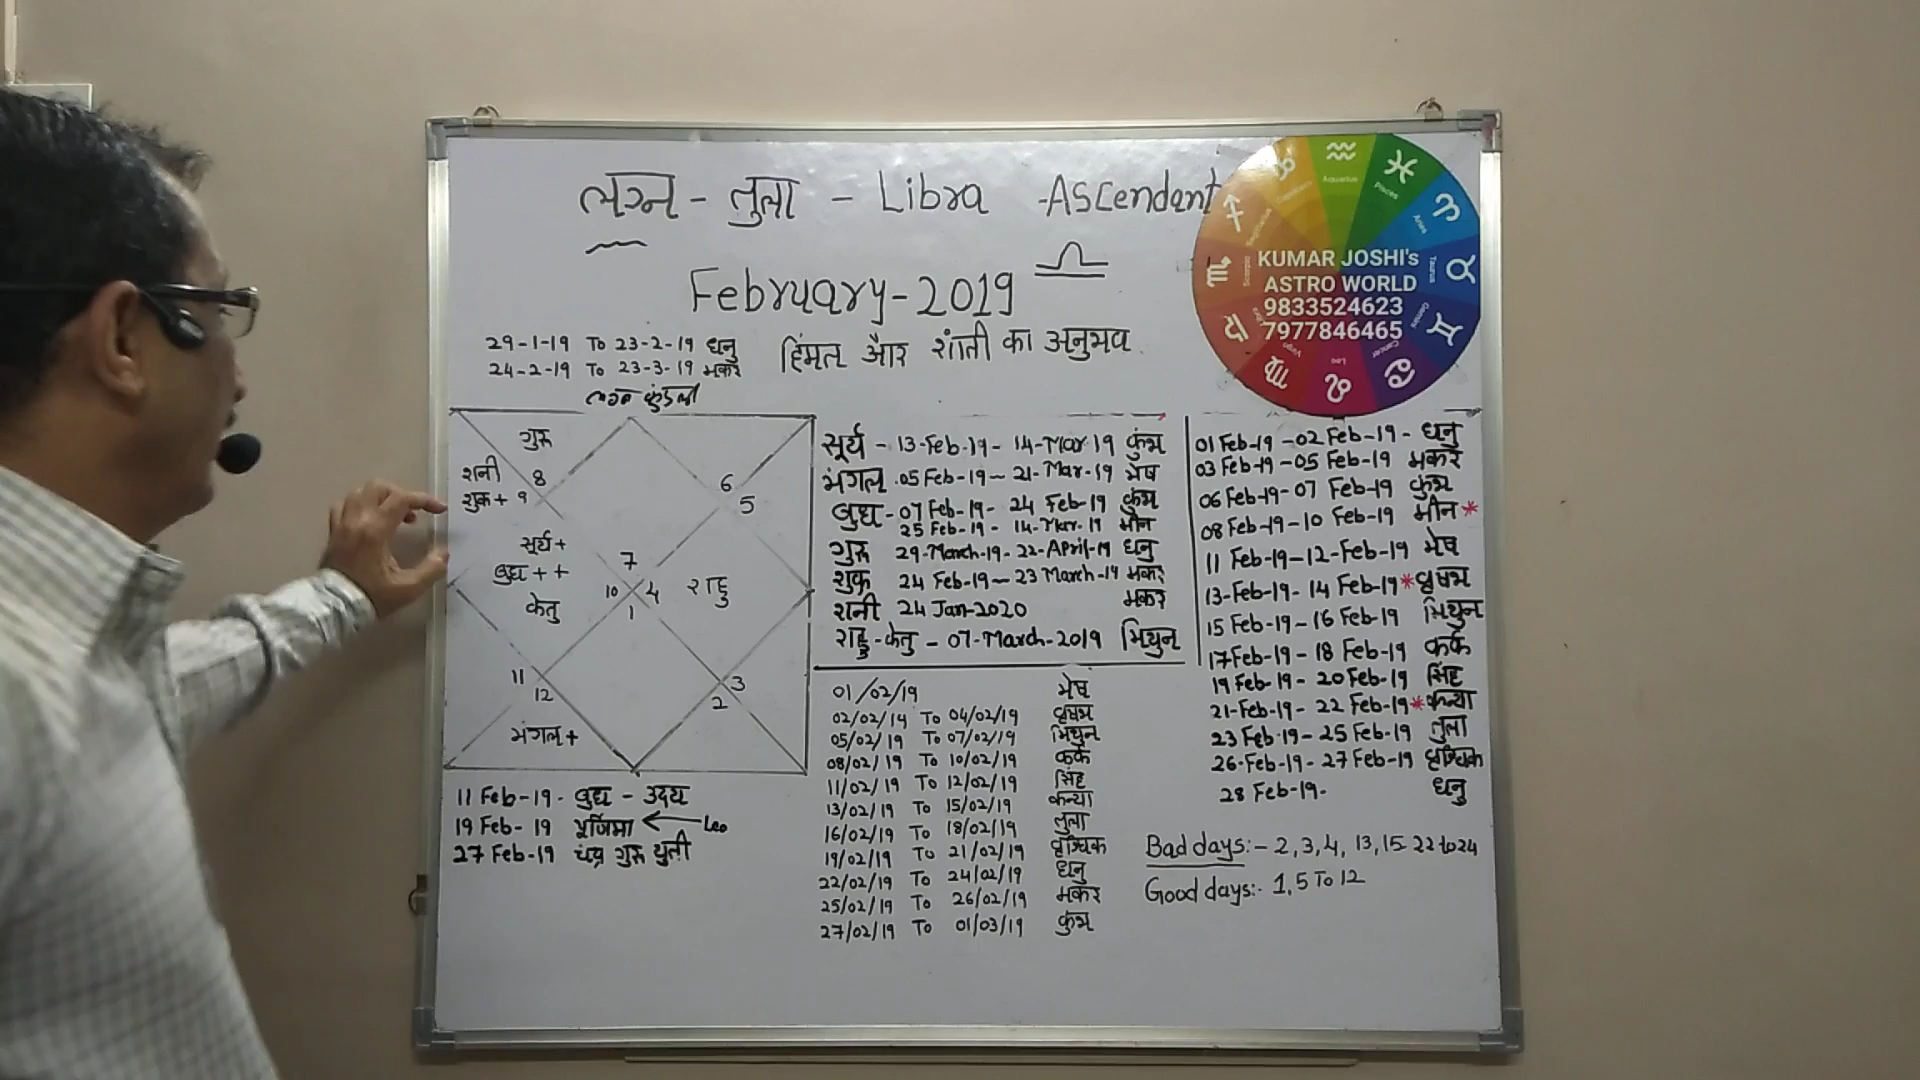 लग्न - तुला - Libra - Ascendant
February - 2019
29-1-19 To 23-2-19 धनु
24-2-19 To 23-3-19 मकर
हिंमत और शांती का अनुभव
लग्न कुंडली
गुरु
शनी 8
शुक्र + 9
6
5
सूर्य +
बुध + +
केतु
7
10 4
1
राहु
11
12
3
2
मंगल +
11 Feb-19 - बुध - उदय
19 Feb-19 पूर्णिमा ← Leo
27 Feb-19 चंद्र गुरु युती
सूर्य - 13-Feb-19 - 14-Mar-19 कुंभ
मंगल - 05 Feb-19 - 21-Mar-19 मेष
बुध - 07 Feb-19 - 24 Feb-19 कुंभ
25 Feb-19 - 14-Mar-19 मीन
गुरु 29-March-19 - 22-April-19 धनु
शुक्र 24 Feb-19 - 23 March-19 मकर
शनी 24 Jan-2020 मकर
राहु - केतु - 07-March-2019 मिथुन
01/02/19 मेष
02/02/19 To 04/02/19 वृषभ
05/02/19 To 07/02/19 मिथुन
08/02/19 To 10/02/19 कर्क
11/02/19 To 12/02/19 सिंह
13/02/19 To 15/02/19 कन्या
16/02/19 To 18/02/19 तुला
19/02/19 To 21/02/19 वृश्चिक
22/02/19 To 24/02/19 धनु
25/02/19 To 26/02/19 मकर
27/02/19 To 01/03/19 कुंभ
01 Feb-19 - 02 Feb-19 - धनु
03 Feb-19 - 05 Feb-19 मकर
06 Feb-19 - 07 Feb-19 कुंभ
08 Feb-19 - 10 Feb-19 मीन *
11 Feb-19 - 12-Feb-19 मेष
13-Feb-19 - 14 Feb-19 * वृषभ
15 Feb-19 - 16 Feb-19 मिथुन
17 Feb-19 - 18 Feb-19 कर्क
19 Feb-19 - 20 Feb-19 सिंह
21-Feb-19 - 22 Feb-19 * कन्या
23 Feb-19 - 25 Feb-19 तुला
26-Feb-19 - 27 Feb-19 वृश्चिक
28 Feb-19 - धनु
Bad days:- 2, 3, 4, 13, 15- 22 to 24
Good days:- 1, 5 To 12
KUMAR JOSHI's
ASTRO WORLD
9833524623
7977846465
Aquarius
Pisces
Aries
Taurus
Gemini
Cancer
Leo
Virgo
Scorpio
Sagittarius
Capricorn